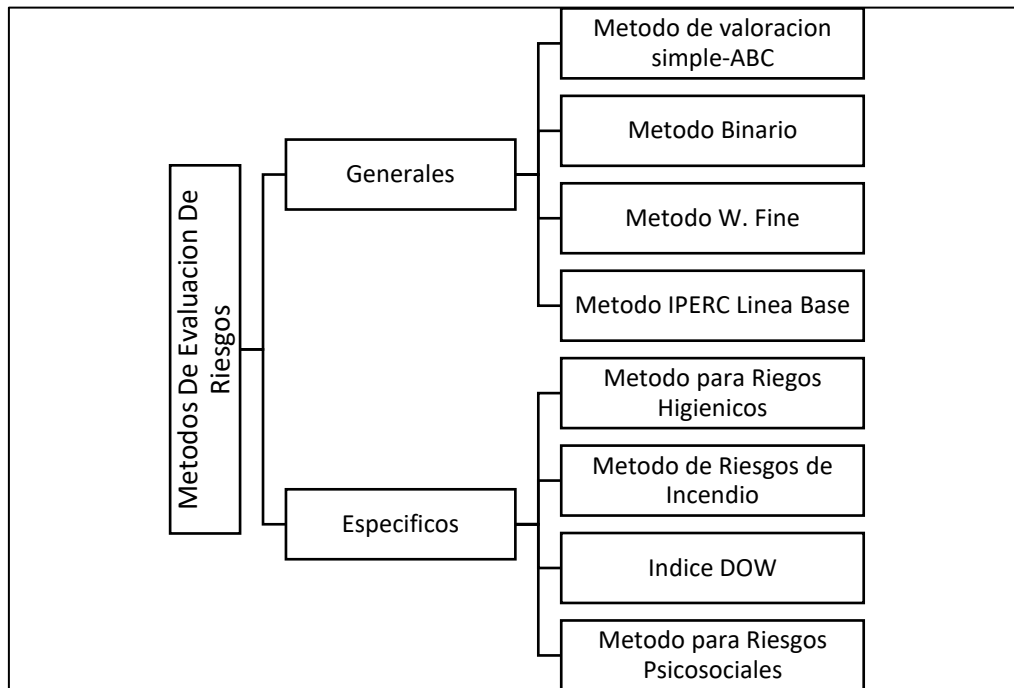 Metodos De Evaluacion De
Riesgos
Generales
Metodo de valoracion
simple-ABC
Metodo Binario
Metodo W. Fine
Metodo IPERC Linea Base
Especificos
Metodo para Riegos
Higienicos
Metodo de Riesgos de
Incendio
Indice DOW
Metodo para Riesgos
Psicosociales